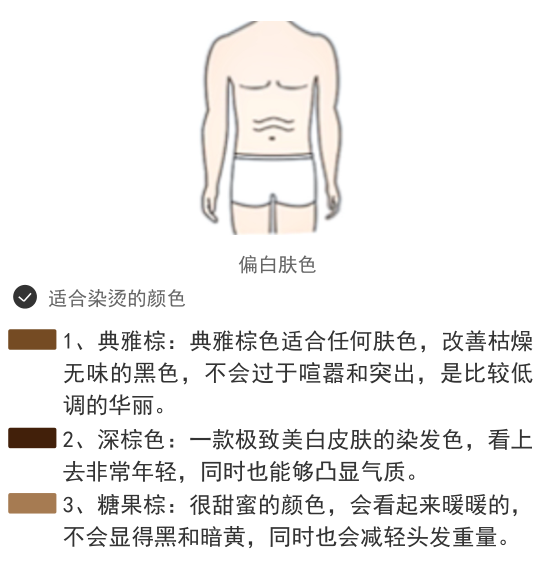 偏白肤色
适合染烫的颜色
1、典雅棕：典雅棕色适合任何肤色，改善枯燥
无味的黑色，不会过于喧嚣和突出，是比较低
调的华丽。
2、深棕色：一款极致美白皮肤的染发色，看上
去非常年轻，同时也能够凸显气质。
3、糖果棕：很甜蜜的颜色，会看起来暖暖的，
不会显得黑和暗黄，同时也会减轻头发重量。